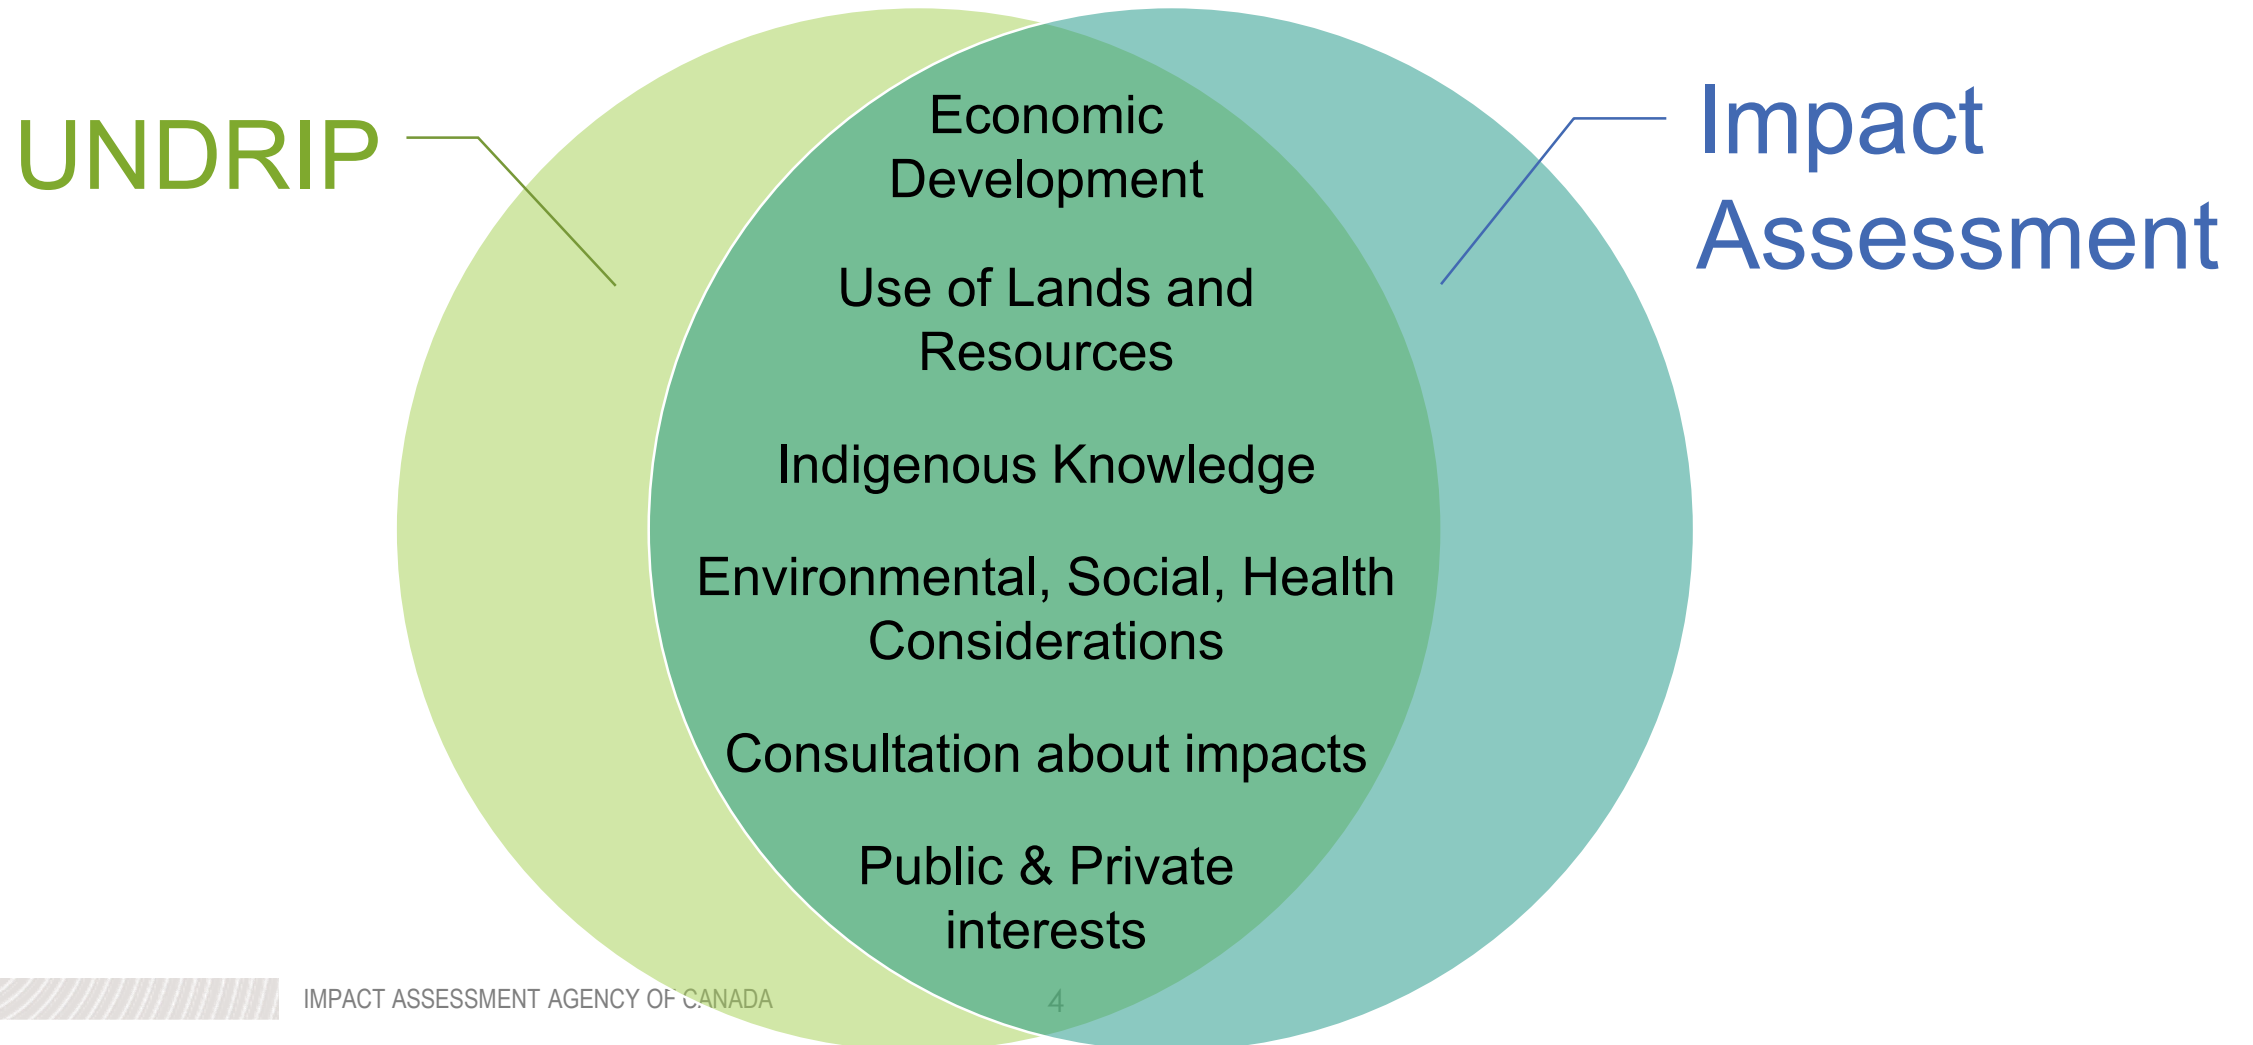 UNDRIP
Economic
Development
Use of Lands and
Resources
Indigenous Knowledge
Environmental, Social, Health
Considerations
Consultation about impacts
Public & Private
interests
Impact
Assessment
IMPACT ASSESSMENT AGENCY OF CANADA
4